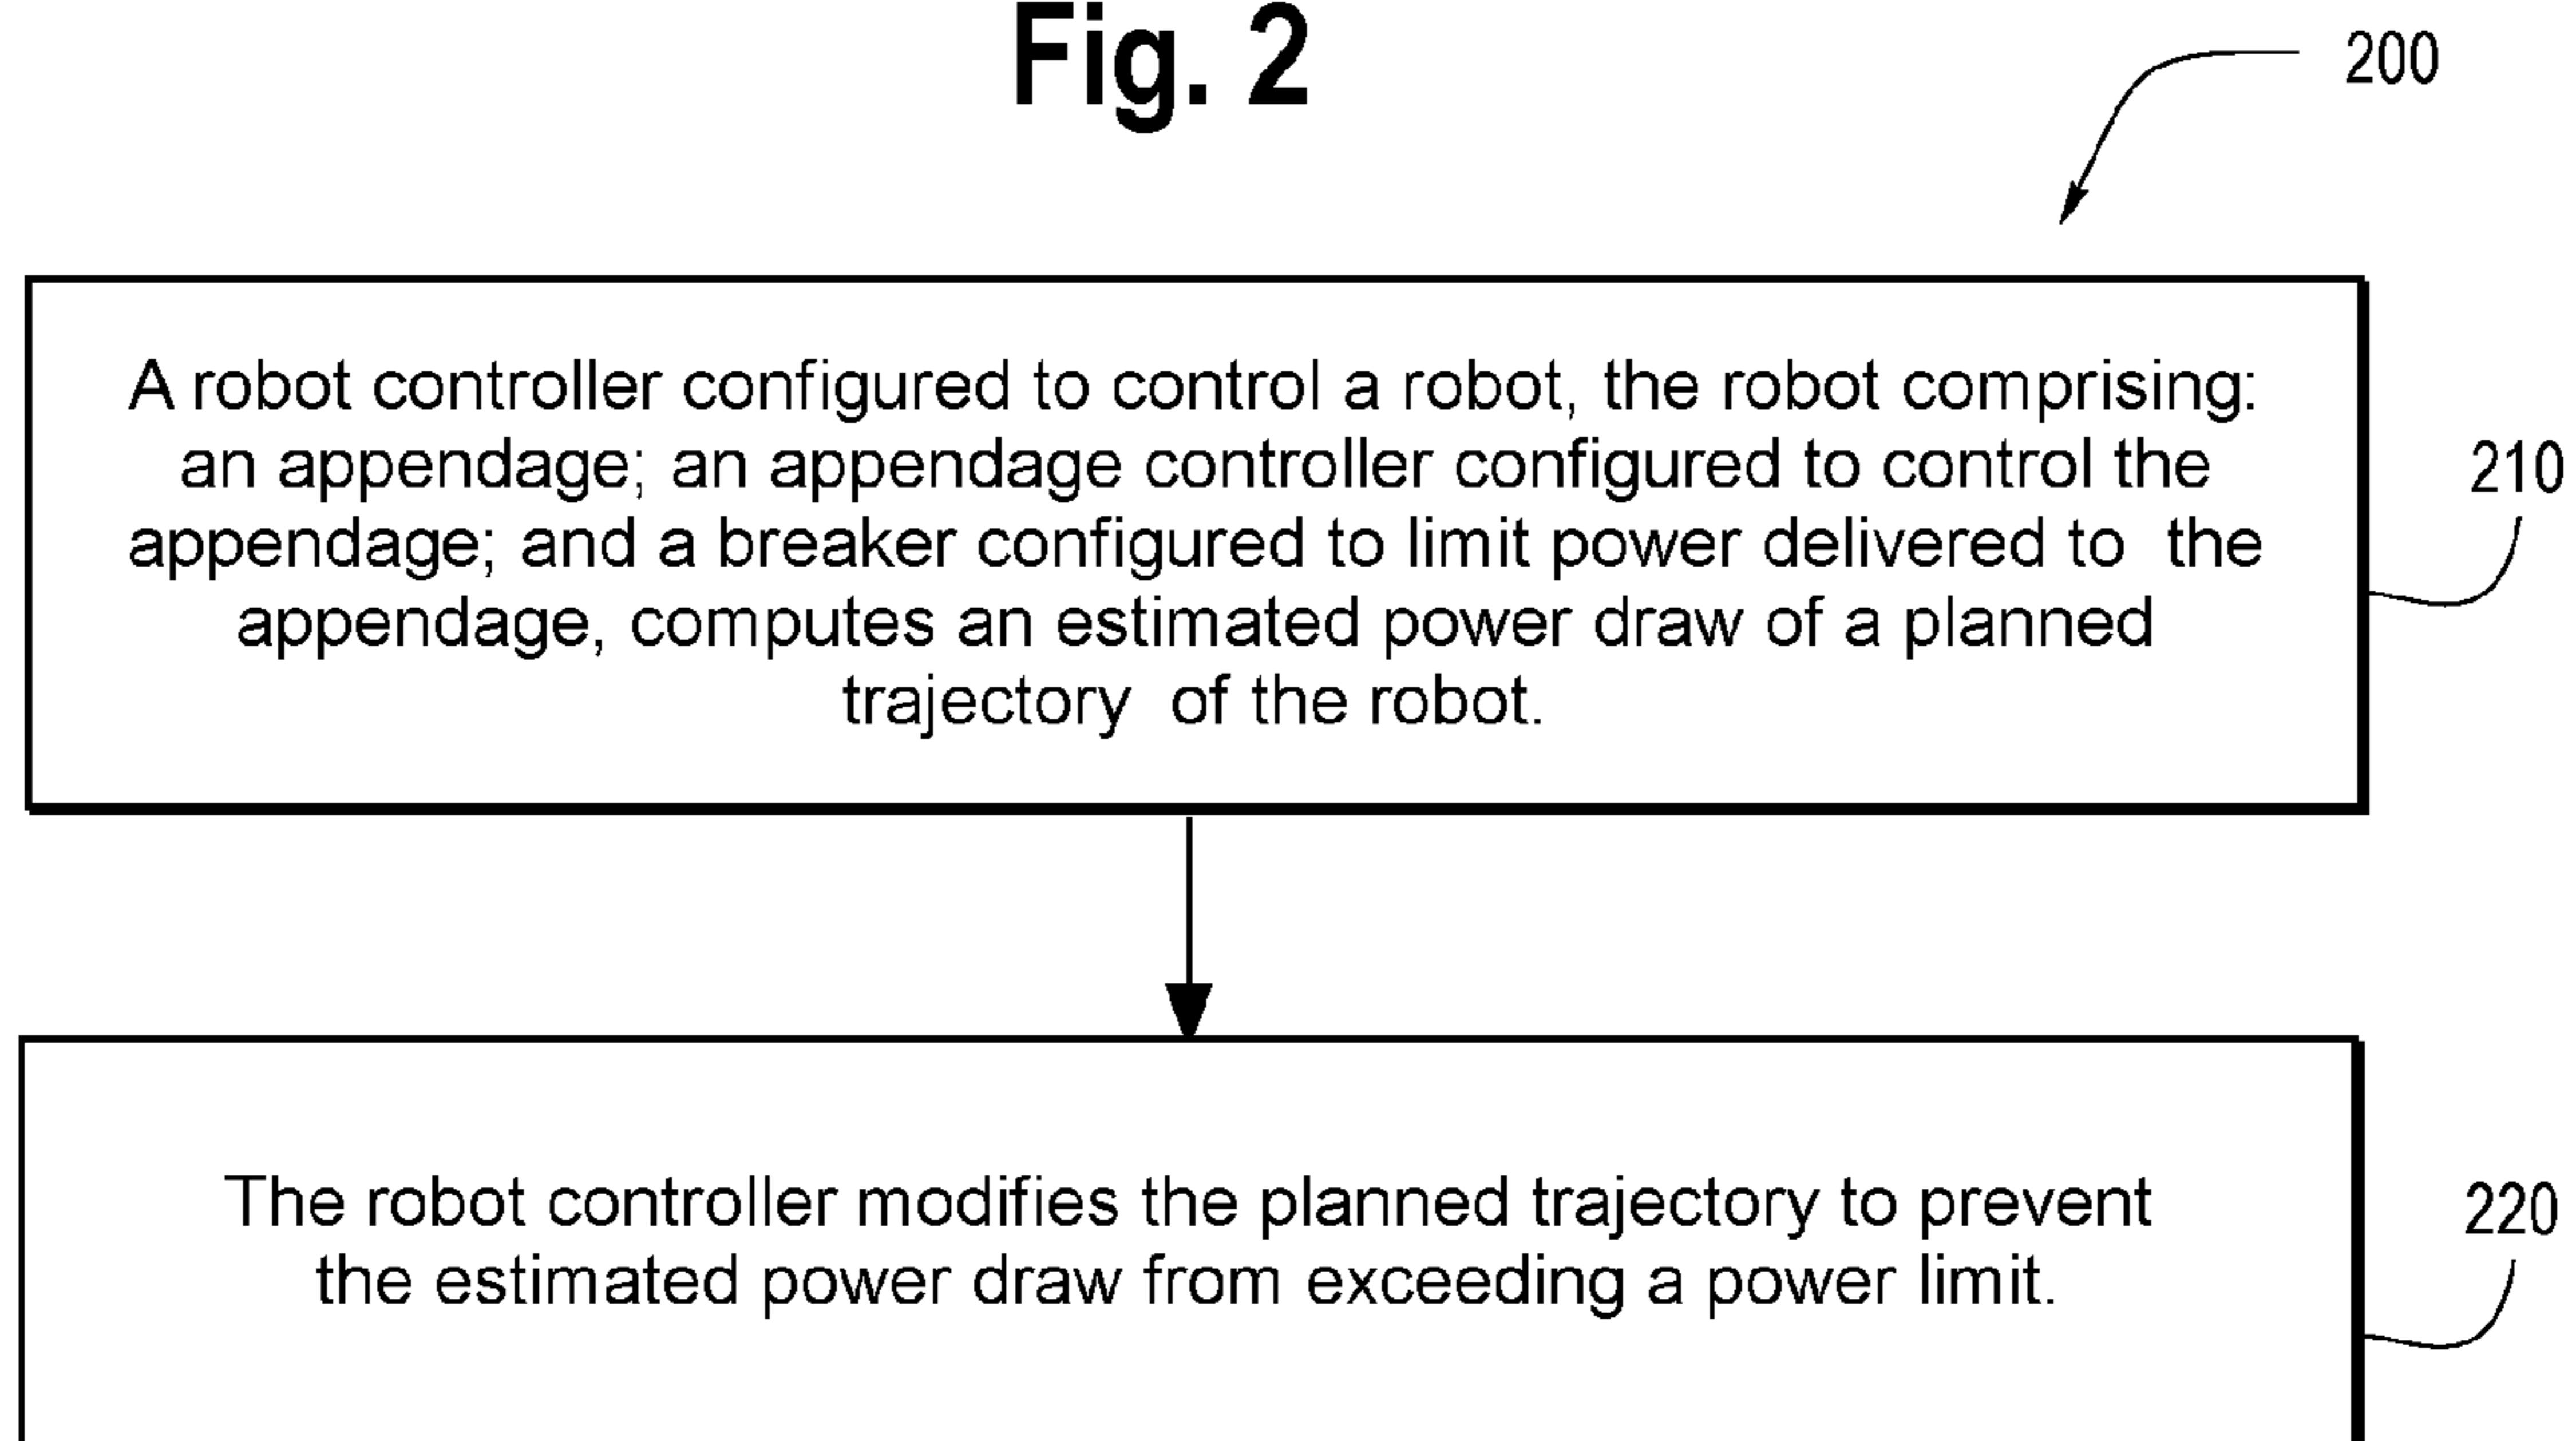 Fig. 2
200
A robot controller configured to control a robot, the robot comprising:
an appendage; an appendage controller configured to control the
appendage; and a breaker configured to limit power delivered to the
appendage, computes an estimated power draw of a planned
trajectory of the robot.
210
The robot controller modifies the planned trajectory to prevent
the estimated power draw from exceeding a power limit.
220